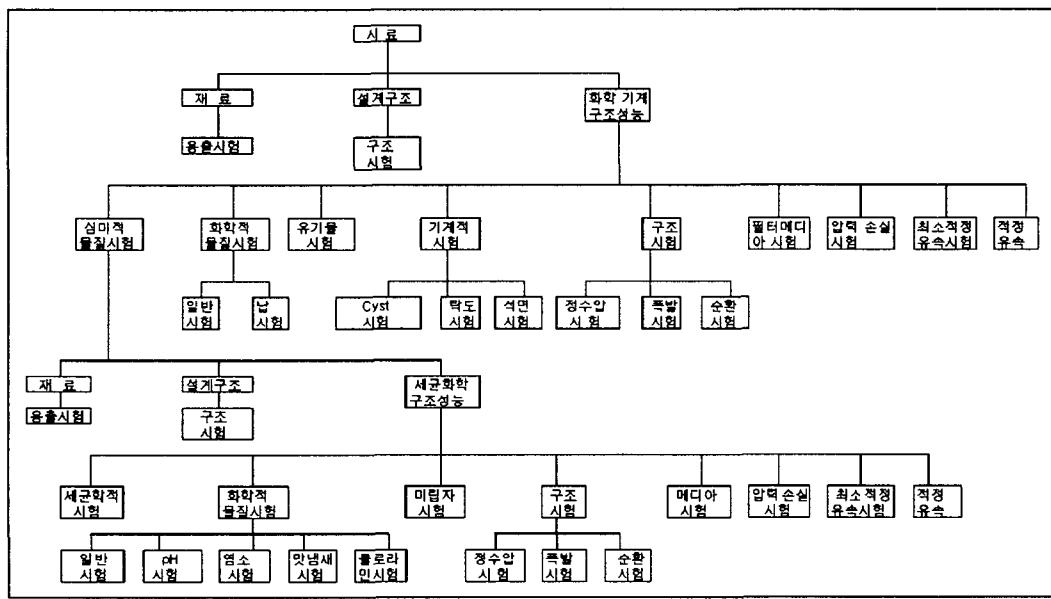 시 료
재 료
설계구조
화학 기계
구조성능
용출시험
구조
시험
심미적
물질시험
화학적
물질시험
유기물
시험
기계적
시험
구조
시험
필터메디
아 시험
압력 손실
시험
최소적정
유속시험
적정
유속
일반
시험
납
시험
Cyst
시험
탁도
시험
석면
시험
정수압
시 험
폭발
시험
순환
시험
재 료
설계구조
세균화학
구조성능
용출시험
구조
시험
세균학적
시험
화학적
물질시험
미립자
시험
구조
시험
메디아
시험
압력 손실
시험
최소 적정
유속시험
적정
유속
일반
시험
pH
시험
염소
시험
맛냄새
시험
클로라
민시험
정수압
시 험
폭발
시험
순환
시험